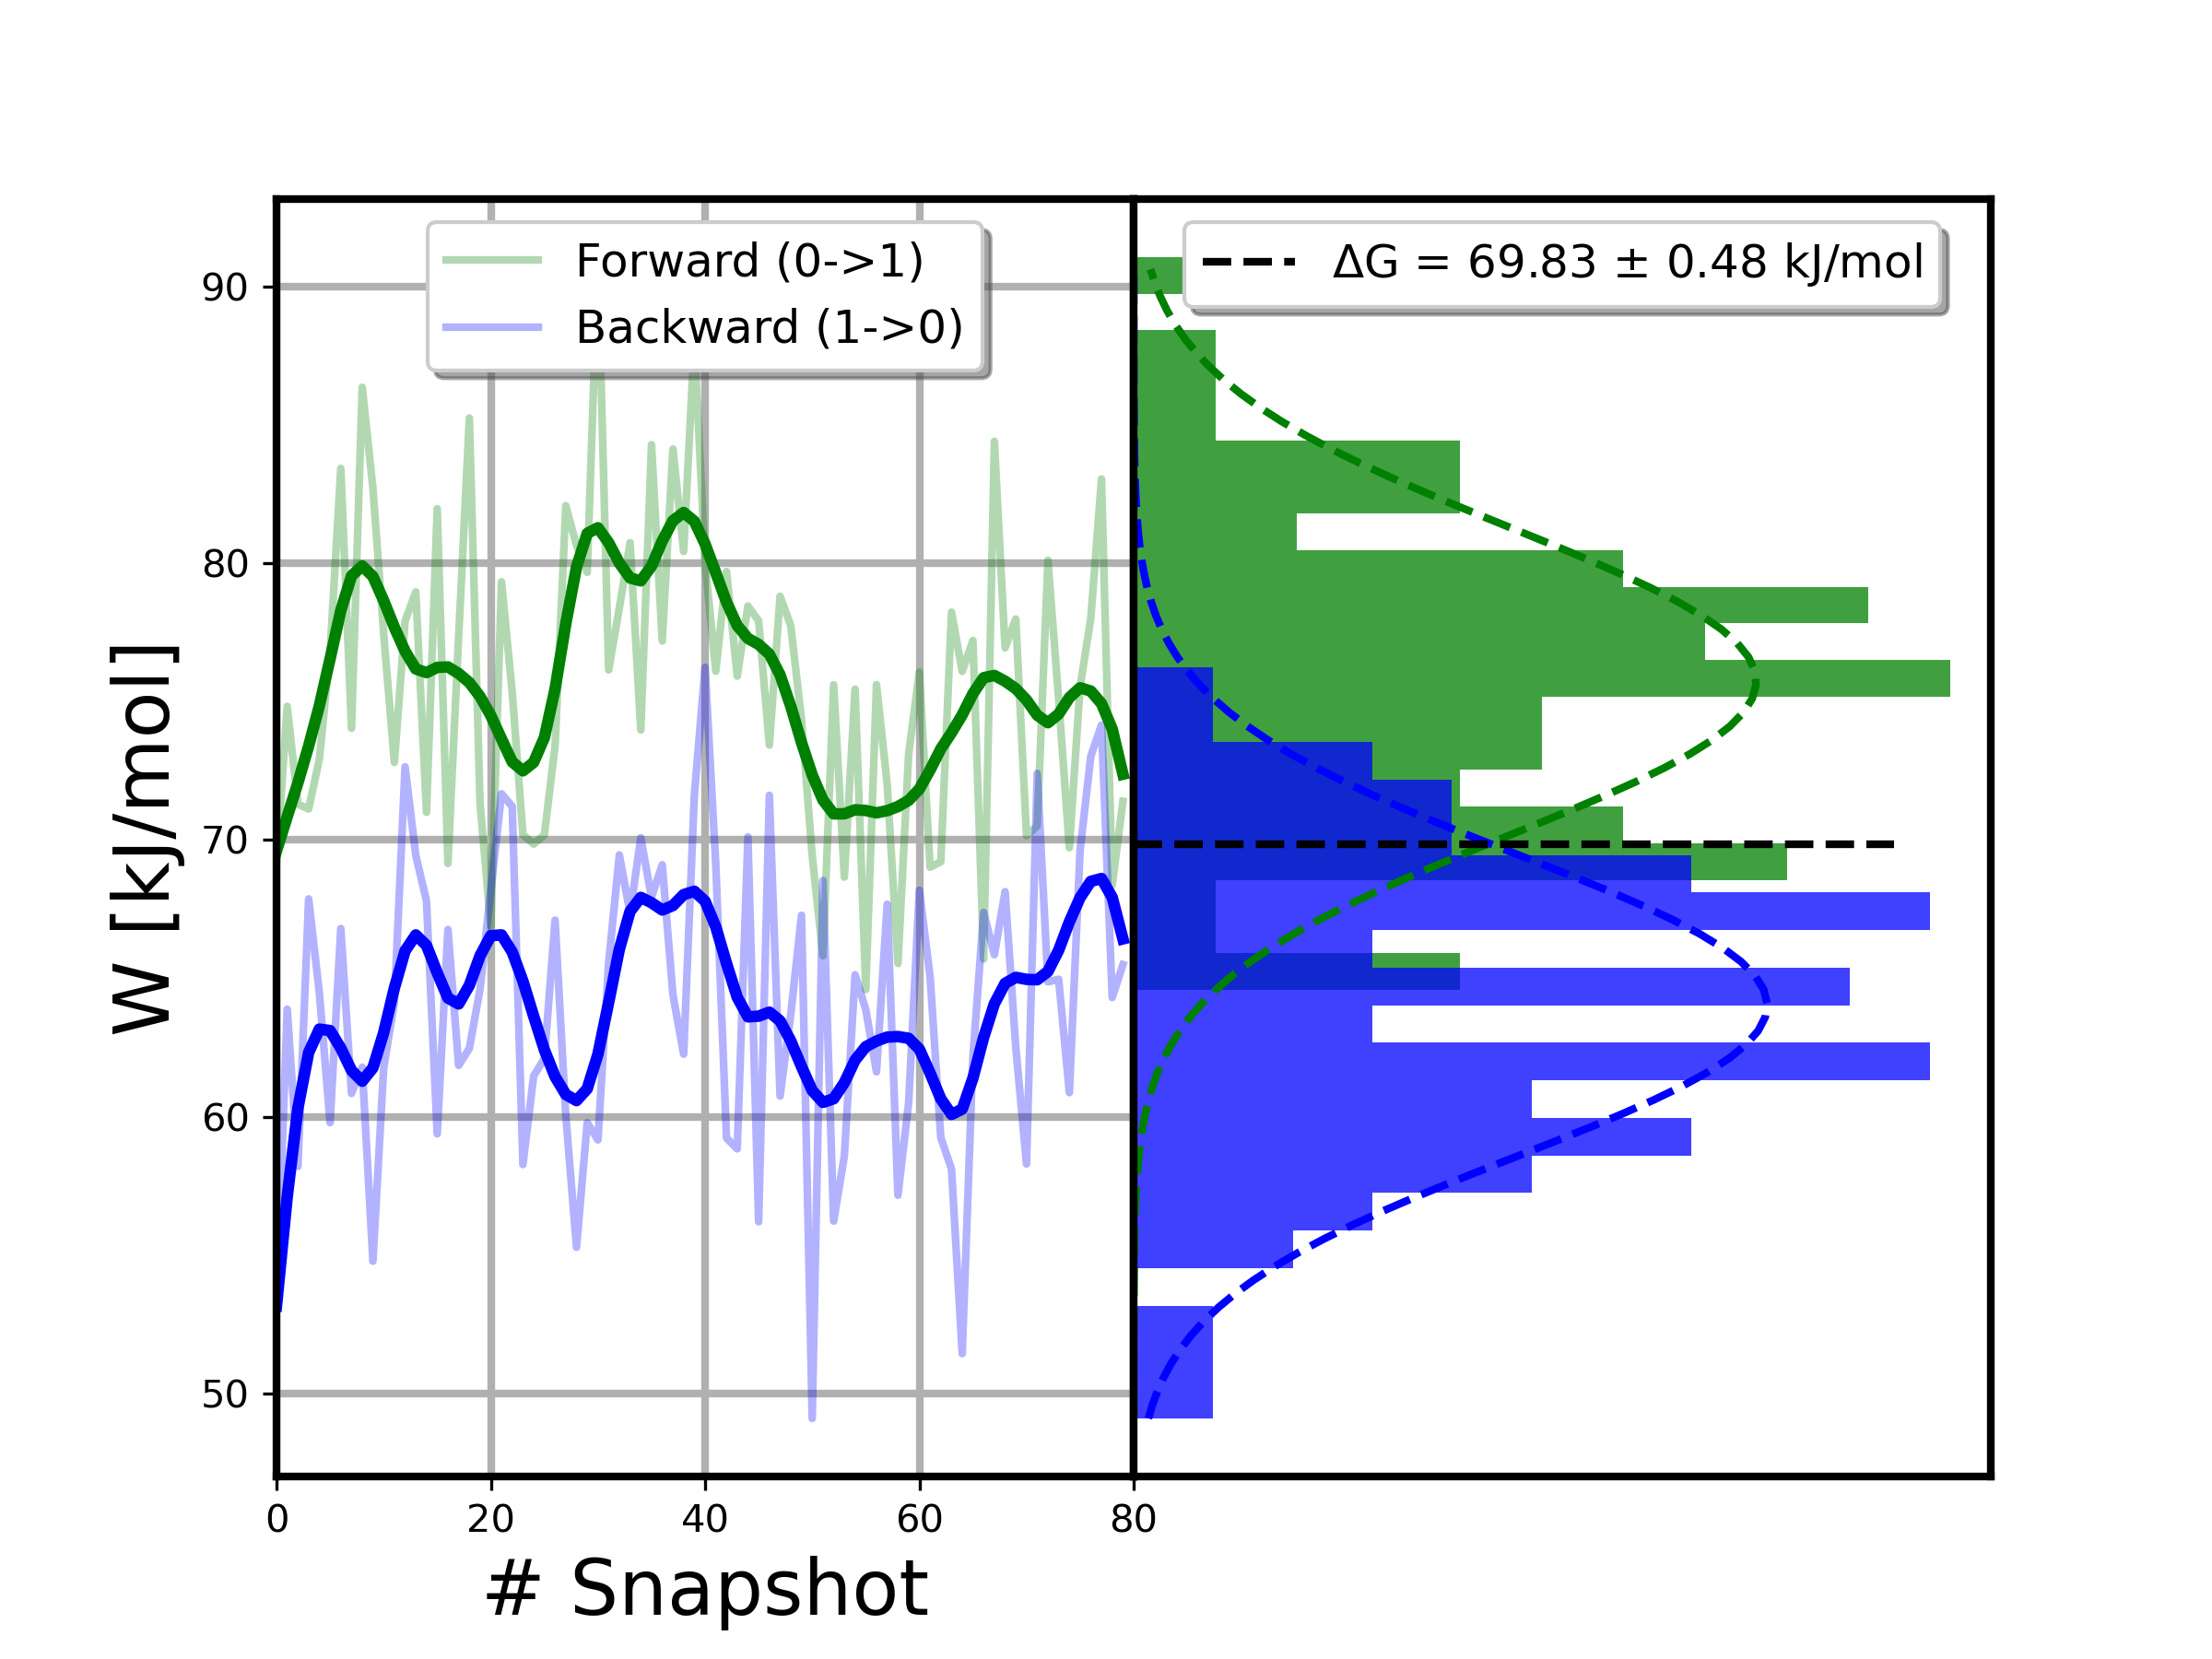 Forward (0->1)
Backward (1->0)
ΔG = 69.83 ± 0.48 kJ/mol
90
80
70
60
50
W [kJ/mol]
0 20 40 60 80
# Snapshot